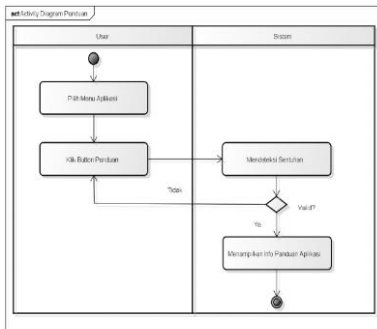 act Activity Diagram Panduan
User
Sistem
Pilih Menu Aplikasi
Klik Button Panduan
Mendeteksi Sentuhan
Tidak
Valid?
Ya
Menampilkan Info Panduan Aplikasi